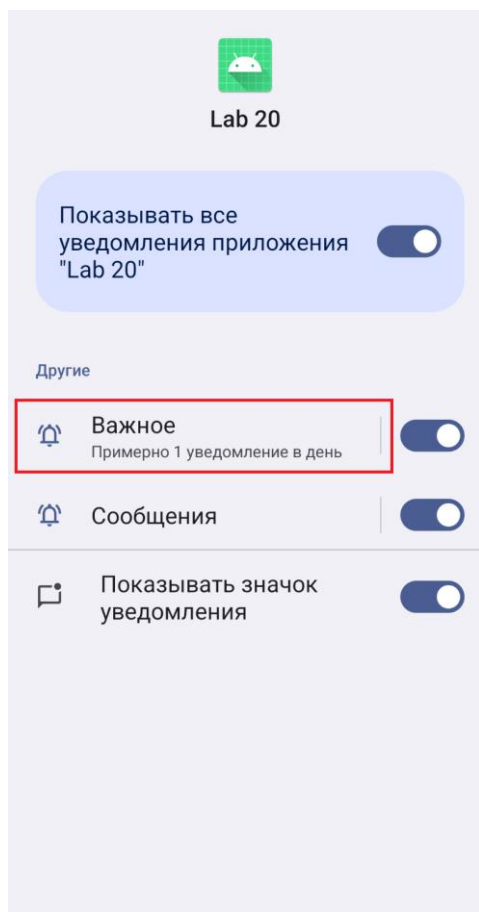 Lab 20
Показывать все
уведомления приложения
"Lab 20"
Другие
Важное
Примерно 1 уведомление в день
Сообщения
Показывать значок
уведомления